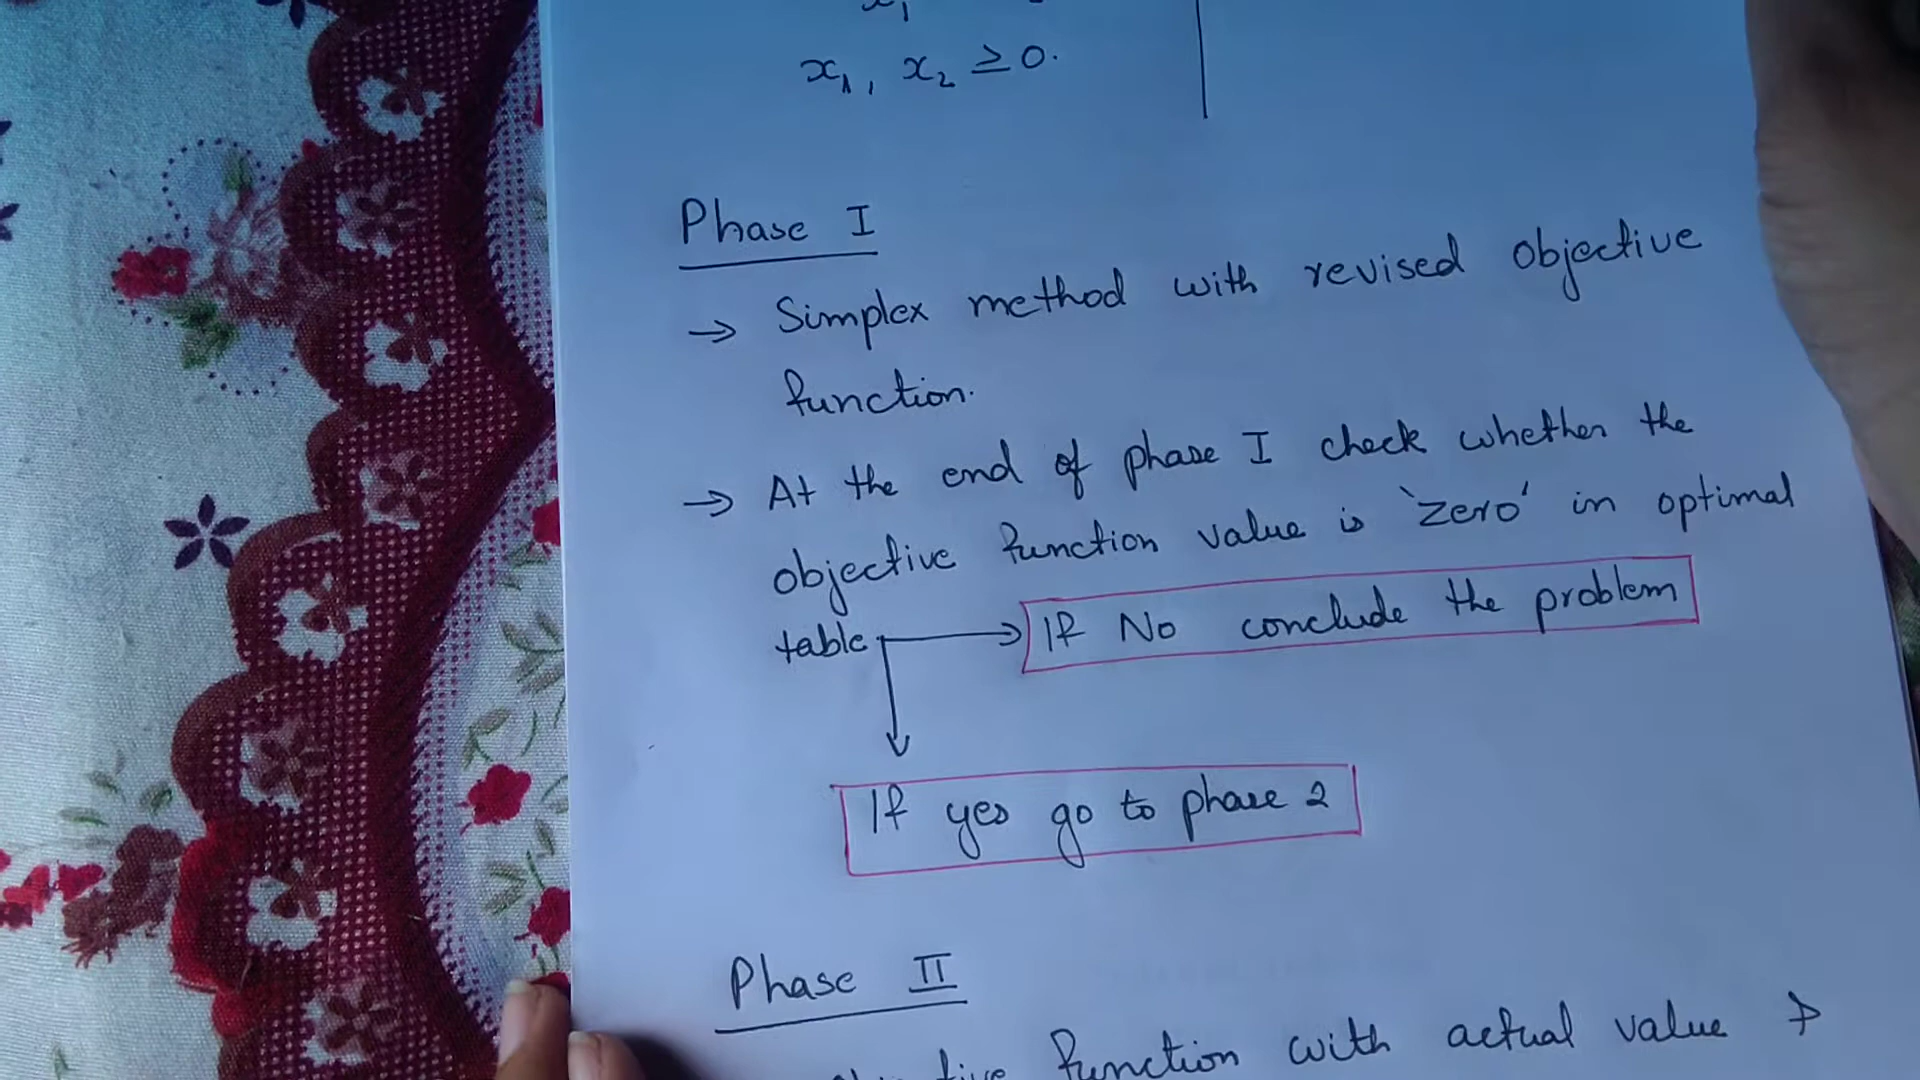 x₁, x₂ ≥ 0.
Phase I
→ Simplex method with revised objective
function.
→ At the end of phase I check whether the
objective function value is 'zero' in optimal
table → If No conclude the problem
If yes go to phase 2
Phase II
function with actual value